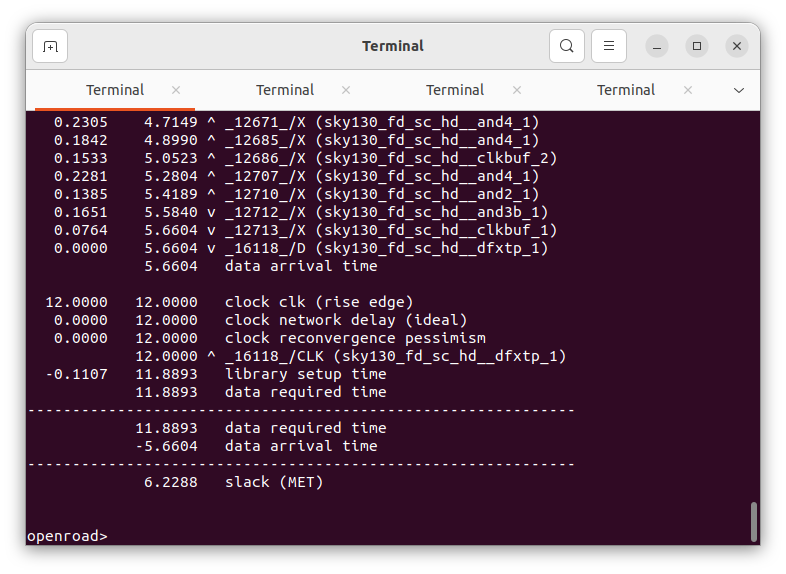 Terminal
Terminal
Terminal
Terminal
Terminal
0.2305 4.7149 ^ _12671_/X (sky130_fd_sc_hd__and4_1)
0.1842 4.8990 ^ _12685_/X (sky130_fd_sc_hd__and4_1)
0.1533 5.0523 ^ _12686_/X (sky130_fd_sc_hd__clkbuf_2)
0.2281 5.2804 ^ _12707_/X (sky130_fd_sc_hd__and4_1)
0.1385 5.4189 ^ _12710_/X (sky130_fd_sc_hd__and2_1)
0.1651 5.5840 v _12712_/X (sky130_fd_sc_hd__and3b_1)
0.0764 5.6604 v _12713_/X (sky130_fd_sc_hd__clkbuf_1)
0.0000 5.6604 v _16118_/D (sky130_fd_sc_hd__dfxtp_1)
5.6604 data arrival time
12.0000 12.0000 clock clk (rise edge)
0.0000 12.0000 clock network delay (ideal)
0.0000 12.0000 clock reconvergence pessimism
12.0000 ^ _16118_/CLK (sky130_fd_sc_hd__dfxtp_1)
-0.1107 11.8893 library setup time
11.8893 data required time
-------------------------------------------------------------
11.8893 data required time
-5.6604 data arrival time
-------------------------------------------------------------
6.2288 slack (MET)
openroad>